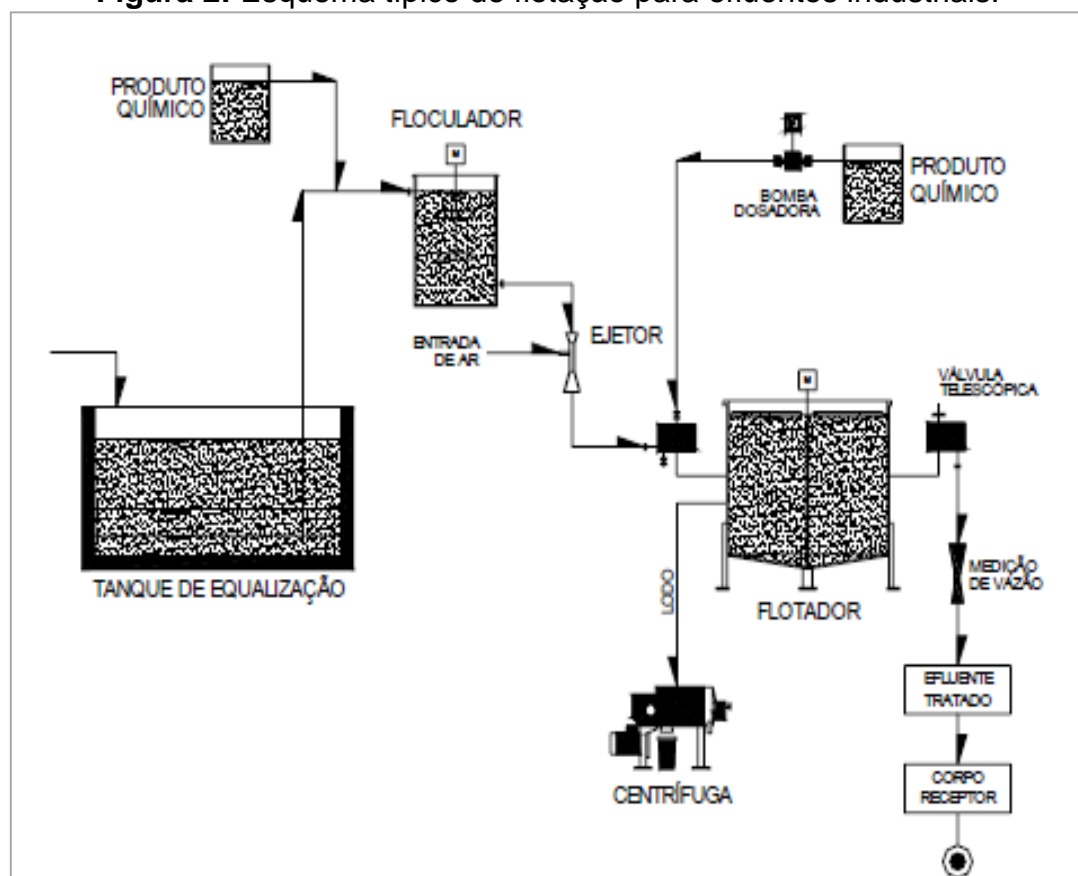 Figura 2: Esquema típico de flotação para efluentes industriais.
PRODUTO
QUÍMICO
FLOCULADOR
M
BOMBA
DOSADORA
PRODUTO
QUÍMICO
ENTRADA
DE AR
EJETOR
M
VÁLVULA
TELESCÓPICA
TANQUE DE EQUALIZAÇÃO
LODO
FLOTADOR
MEDIÇÃO
DE VAZÃO
EFLUENTE
TRATADO
CENTRÍFUGA
CORPO
RECEPTOR